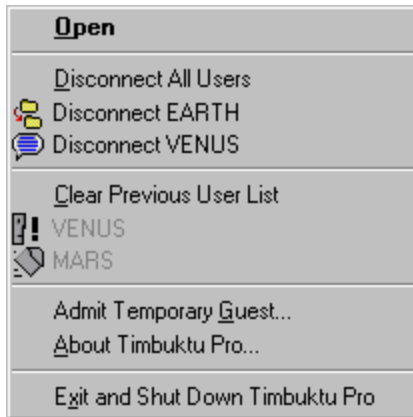 Open
Disconnect All Users
Disconnect EARTH
Disconnect VENUS
Clear Previous User List
VENUS
MARS
Admit Temporary Guest...
About Timbuktu Pro...
Exit and Shut Down Timbuktu Pro